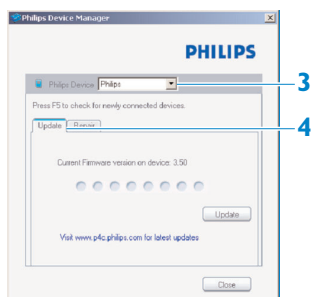 Philips Device Manager
PHILIPS
Philips Device Philips
3
Press F5 to check for newly connected devices.
Update Repair
4
Current Firmware version on device: 3.50
Update
Visit www.p4c.philips.com for latest updates
Close